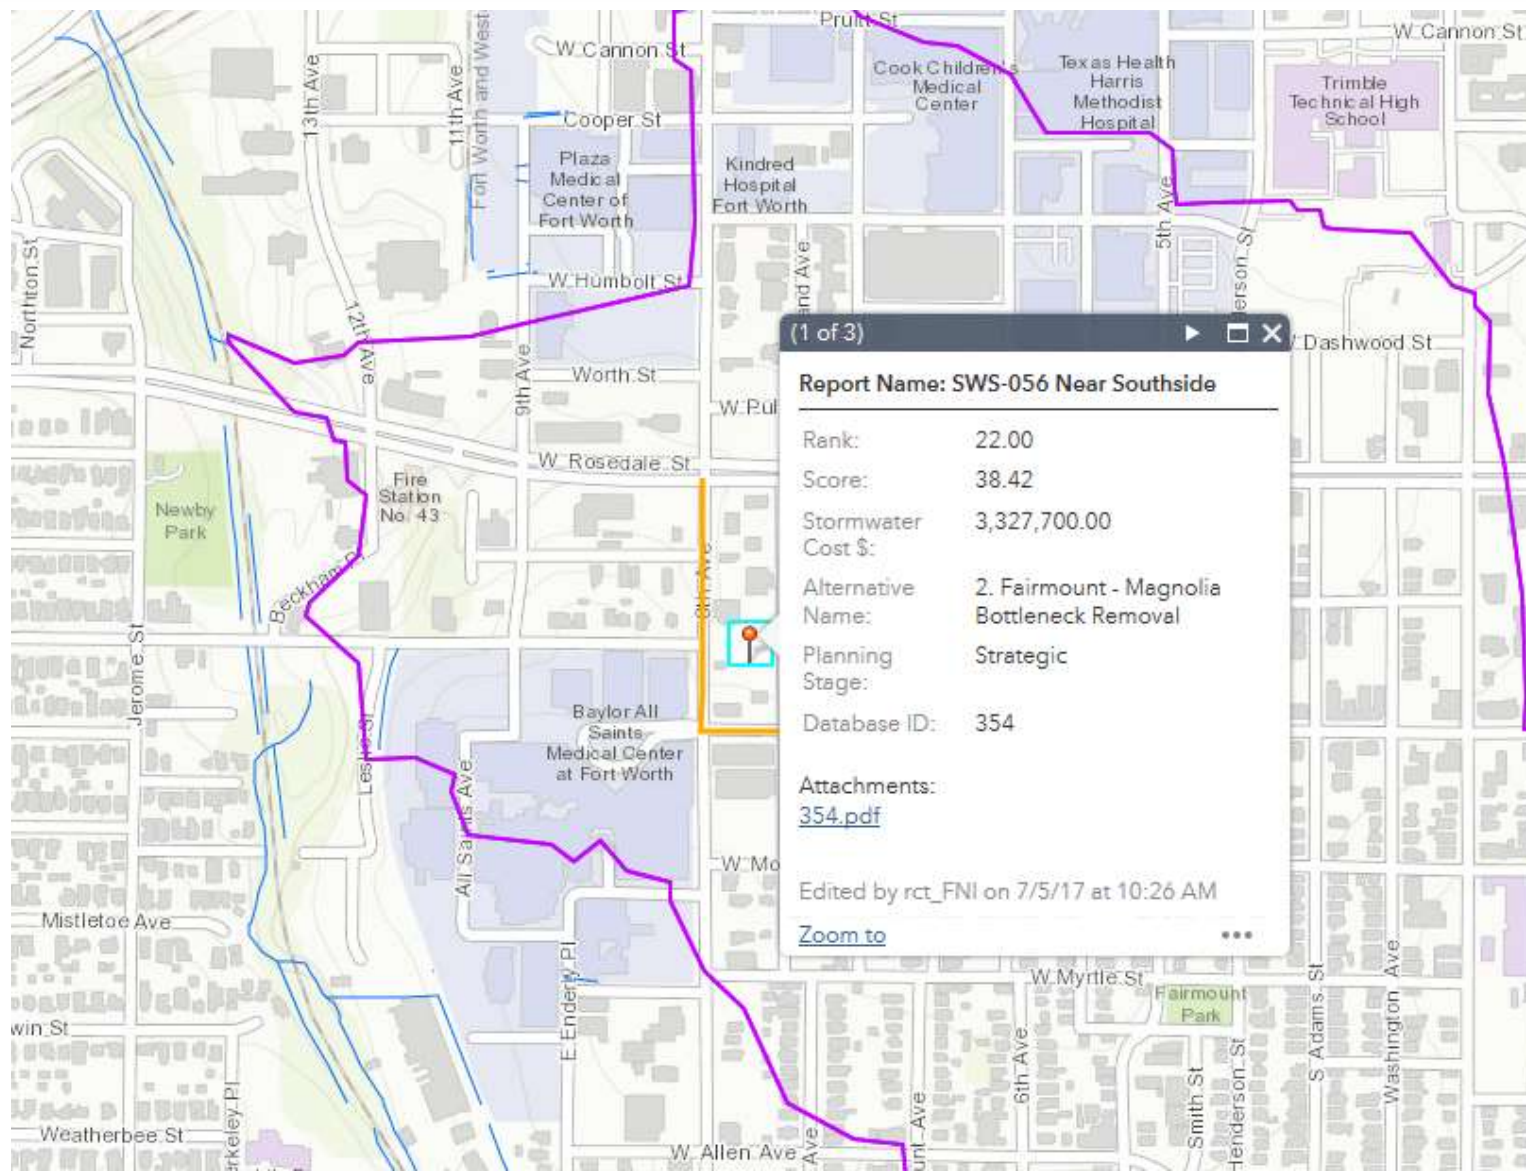 Pruitt St
W Cannon St
W Cannon St
13th Ave
11th Ave
Fort Worth and West
Cook Children's
Medical
Center
Texas Health
Harris
Methodist
Hospital
Trimble
Technical High
School
Cooper St
Plaza
Medical
Center of
Fort Worth
Kindred
Hospital
Fort Worth
5th Ave
Northton St
W Humbolt St
12th Ave
9th Ave
Worth St
W Rosedale St
Fire
Station
No. 43
Newby
Park
8th Ave
Beckham Pl
Jerome St
Baylor All
Saints
Medical Center
at Fort Worth
Leslie St
All Saints Ave
Dashwood St
(1 of 3)
Report Name: SWS-056 Near Southside
Rank: 22.00
Score: 38.42
Stormwater 3,327,700.00
Cost $:
Alternative 2. Fairmount - Magnolia
Name: Bottleneck Removal
Planning Strategic
Stage:
Database ID: 354
Attachments:
354.pdf
Edited by rct_FNI on 7/5/17 at 10:26 AM
Zoom to
Mistletoe Ave
E Enderly Pl
W Myrtle St
Fairmount
Park
S Adams St
Washington Ave
6th Ave
Smith St
Henderson St
Weatherbee St
W Allen Ave